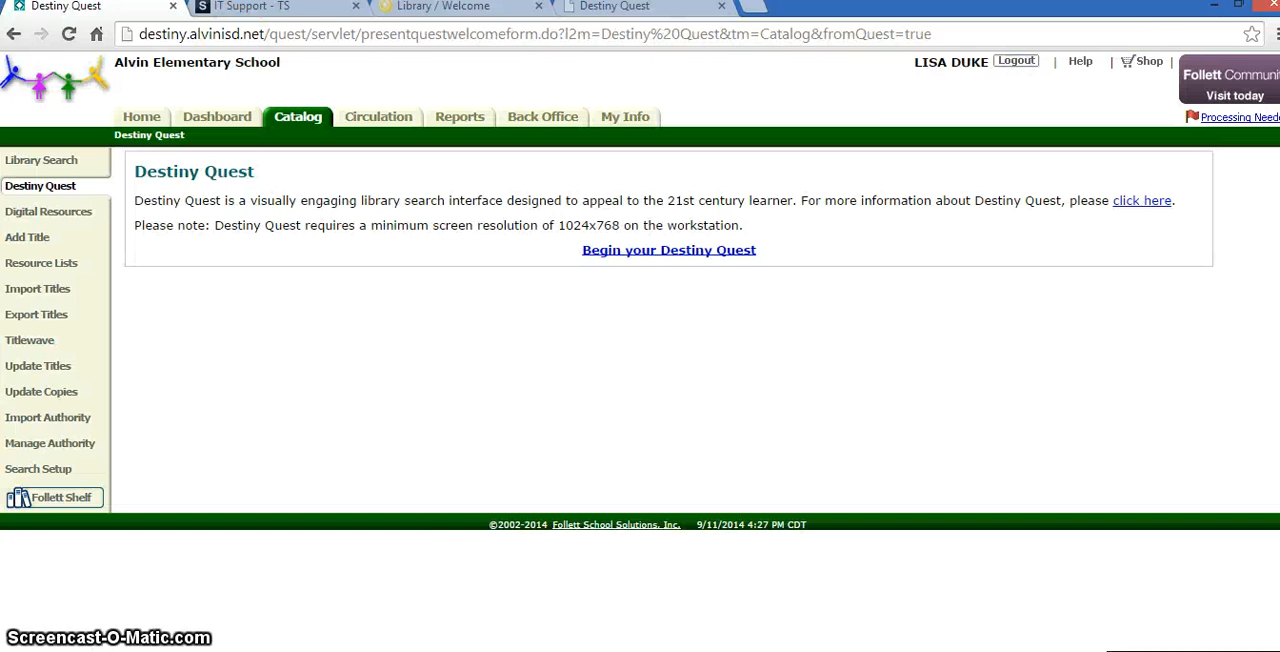 Destiny Quest
IT Support - TS
Library / Welcome
Destiny Quest
destiny.alvinisd.net/quest/servlet/presentquestwelcomeform.do?l2m=Destiny%20Quest&tm=Catalog&fromQuest=true
Alvin Elementary School
LISA DUKE Logout | Help | Shop |
Follett Communi
Visit today
Processing Neede
Home Dashboard Catalog Circulation Reports Back Office My Info
Destiny Quest
Library Search
Destiny Quest
Digital Resources
Add Title
Resource Lists
Import Titles
Export Titles
Titlewave
Update Titles
Update Copies
Import Authority
Manage Authority
Search Setup
Follett Shelf
Destiny Quest
Destiny Quest is a visually engaging library search interface designed to appeal to the 21st century learner. For more information about Destiny Quest, please click here.
Please note: Destiny Quest requires a minimum screen resolution of 1024x768 on the workstation.
Begin your Destiny Quest
©2002-2014 Follett School Solutions, Inc. 9/11/2014 4:27 PM CDT
Screencast-O-Matic.com